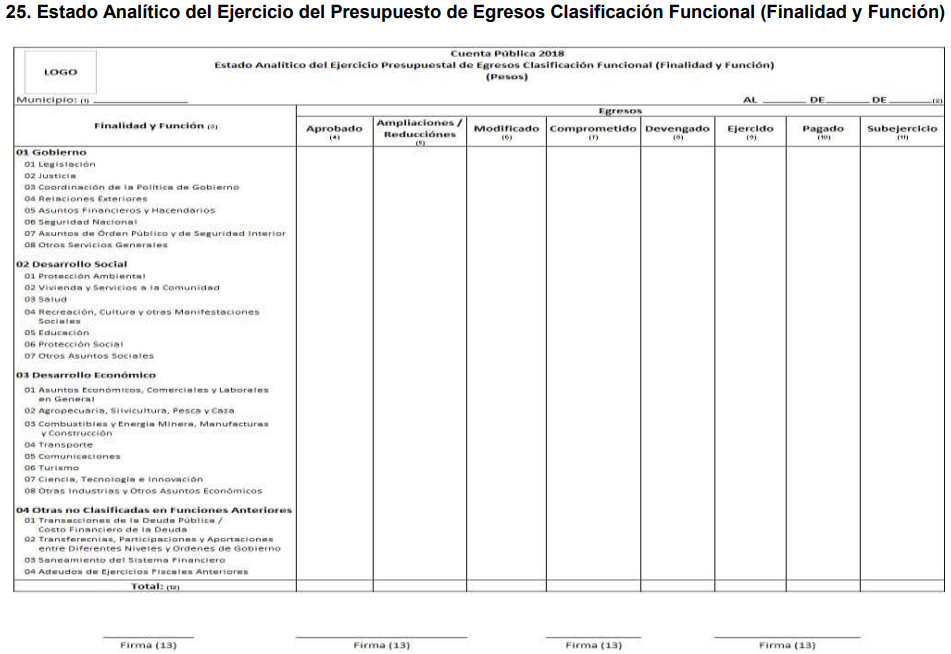 25. Estado Analítico del Ejercicio del Presupuesto de Egresos Clasificación Funcional (Finalidad y Función)
LOGO
Cuenta Pública 2018
Estado Analítico del Ejercicio Presupuestal de Egresos Clasificación Funcional (Finalidad y Función)
(Pesos)
Municipio: (1) ____________ AL ______ DE ______ DE ______ (2)
Finalidad y Función (3)
Egresos
Aprobado (4)
Ampliaciones / Reducciónes (5)
Modificado (6)
Comprometido (7)
Devengado (8)
Ejercido (9)
Pagado (10)
Subejercicio (11)
01 Gobierno
01 Legislación
02 Justicia
03 Coordinación de la Política de Gobierno
04 Relaciones Exteriores
05 Asuntos Financieros y Hacendarios
06 Seguridad Nacional
07 Asuntos de Órden Público y de Seguridad Interior
08 Otros Servicios Generales
02 Desarrollo Social
01 Protección Ambiental
02 Vivienda y Servicios a la Comunidad
03 Salud
04 Recreación, Cultura y otras Manifestaciones
Sociales
05 Educación
06 Protección Social
07 Otros Asuntos Sociales
03 Desarrollo Económico
01 Asuntos Económicos, Comerciales y Laborales
en General
02 Agropecuaria, Silvicultura, Pesca y Caza
03 Combustibles y Energía Minera, Manufacturas
y Construcción
04 Transporte
05 Comunicaciones
06 Turismo
07 Ciencia, Tecnología e Innovación
08 Otras Industrias y Otros Asuntos Económicos
04 Otras no Clasificadas en Funciones Anteriores
01 Transacciones de la Deuda Pública /
Costo Financiero de la Deuda
02 Transferecnias, Participaciones y Aportaciones
entre Diferentes Niveles y Ordenes de Gobierno
03 Saneamiento del Sistema Financiero
04 Adeudos de Ejercicios Fiscales Anteriores
Total: (12)
Firma (13) Firma (13) Firma (13) Firma (13)